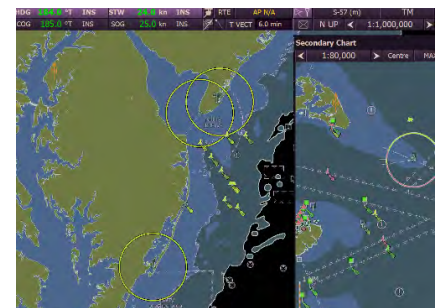 HDG °T INS STW kn INS RTE AP N/A S-57 (m) TM
COG 185.0 °T INS SOG 25.0 kn INS T VECT 6.0 min N UP 1:1,000,000
Secondary Chart
1:80,000 Centre MAX